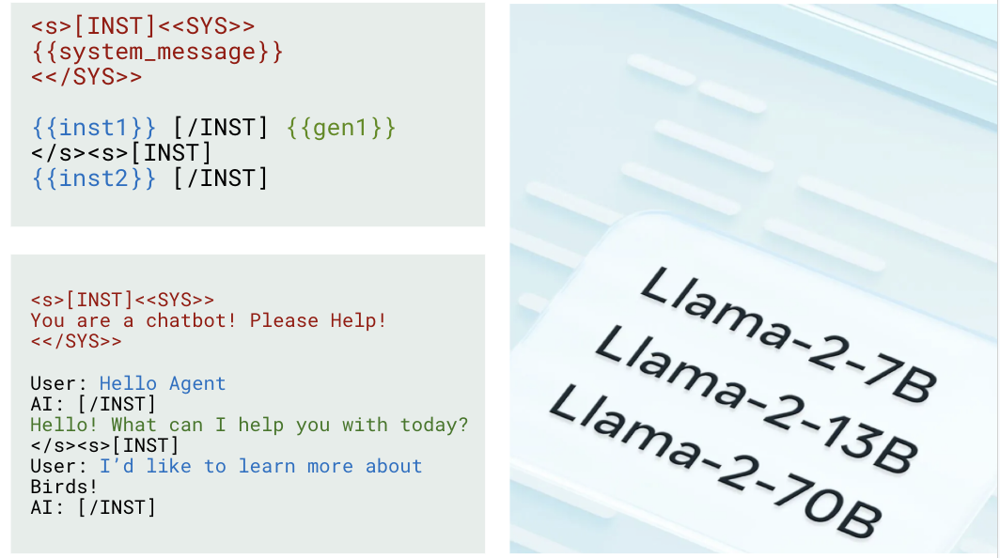 <s>[INST]<<SYS>>
{{system_message}}
<</SYS>>
{{inst1}} [/INST] {{gen1}}
</s><s>[INST]
{{inst2}} [/INST]
<s>[INST]<<SYS>>
You are a chatbot! Please Help!
<</SYS>>
User: Hello Agent
AI: [/INST]
Hello! What can I help you with today?
</s><s>[INST]
User: I’d like to learn more about
Birds!
AI: [/INST]
Llama-2-7B
Llama-2-13B
Llama-2-70B